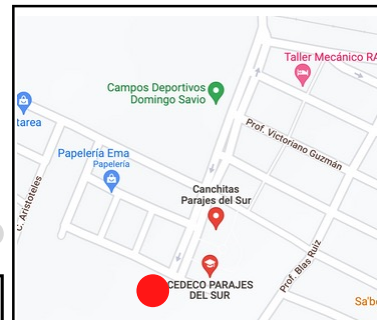 Taller Mecánico RA
Campos Deportivos
Domingo Savio
tarea
Prof. Victoriano Guzmán
Papelería Ema
Papelería
C. Aristoteles
Canchitas
Parajes del Sur
Prof. Blas Ruiz
CEDECO PARAJES
DEL SUR
Sa'b